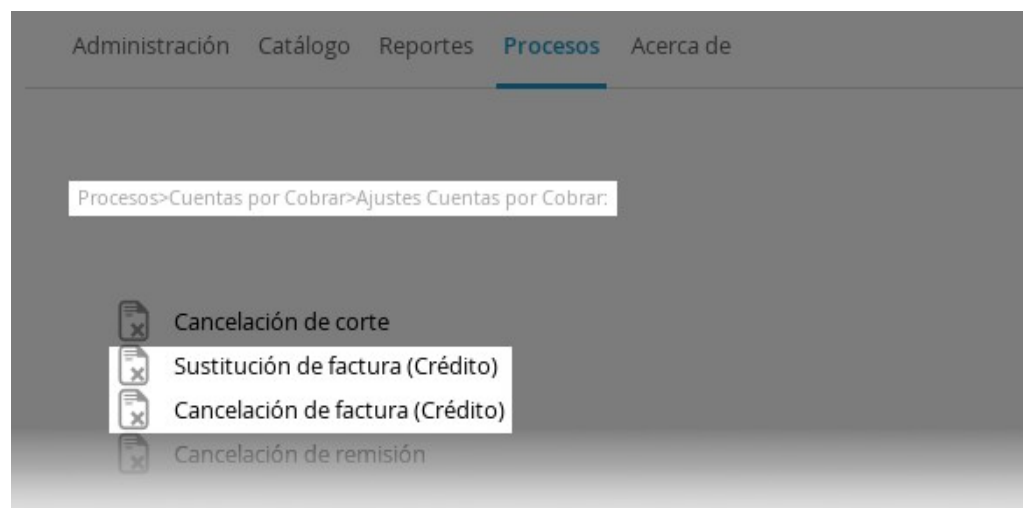 Administración Catálogo Reportes Procesos Acerca de
Procesos>Cuentas por Cobrar>Ajustes Cuentas por Cobrar:
Cancelación de corte
Sustitución de factura (Crédito)
Cancelación de factura (Crédito)
Cancelación de remisión